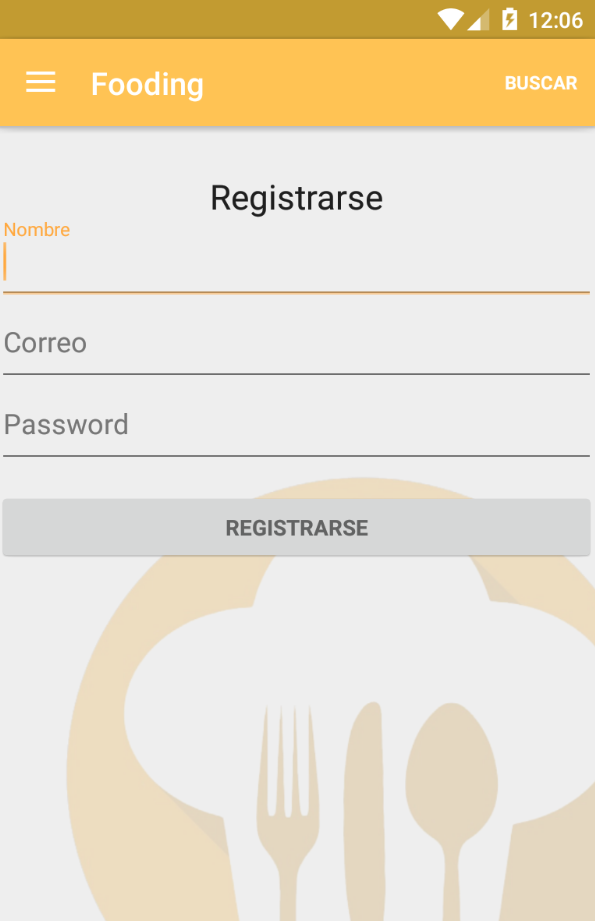 12:06
Fooding
BUSCAR
Registrarse
Nombre
Correo
Password
REGISTRARSE